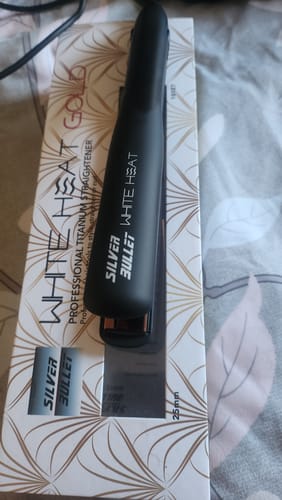 WHITE HEAT GOLD
PROFESSIONAL TITANIUM STRAIGHTENER
SILVER
BULLET
25mm
SILVER
BULLET
WHITE HEAT